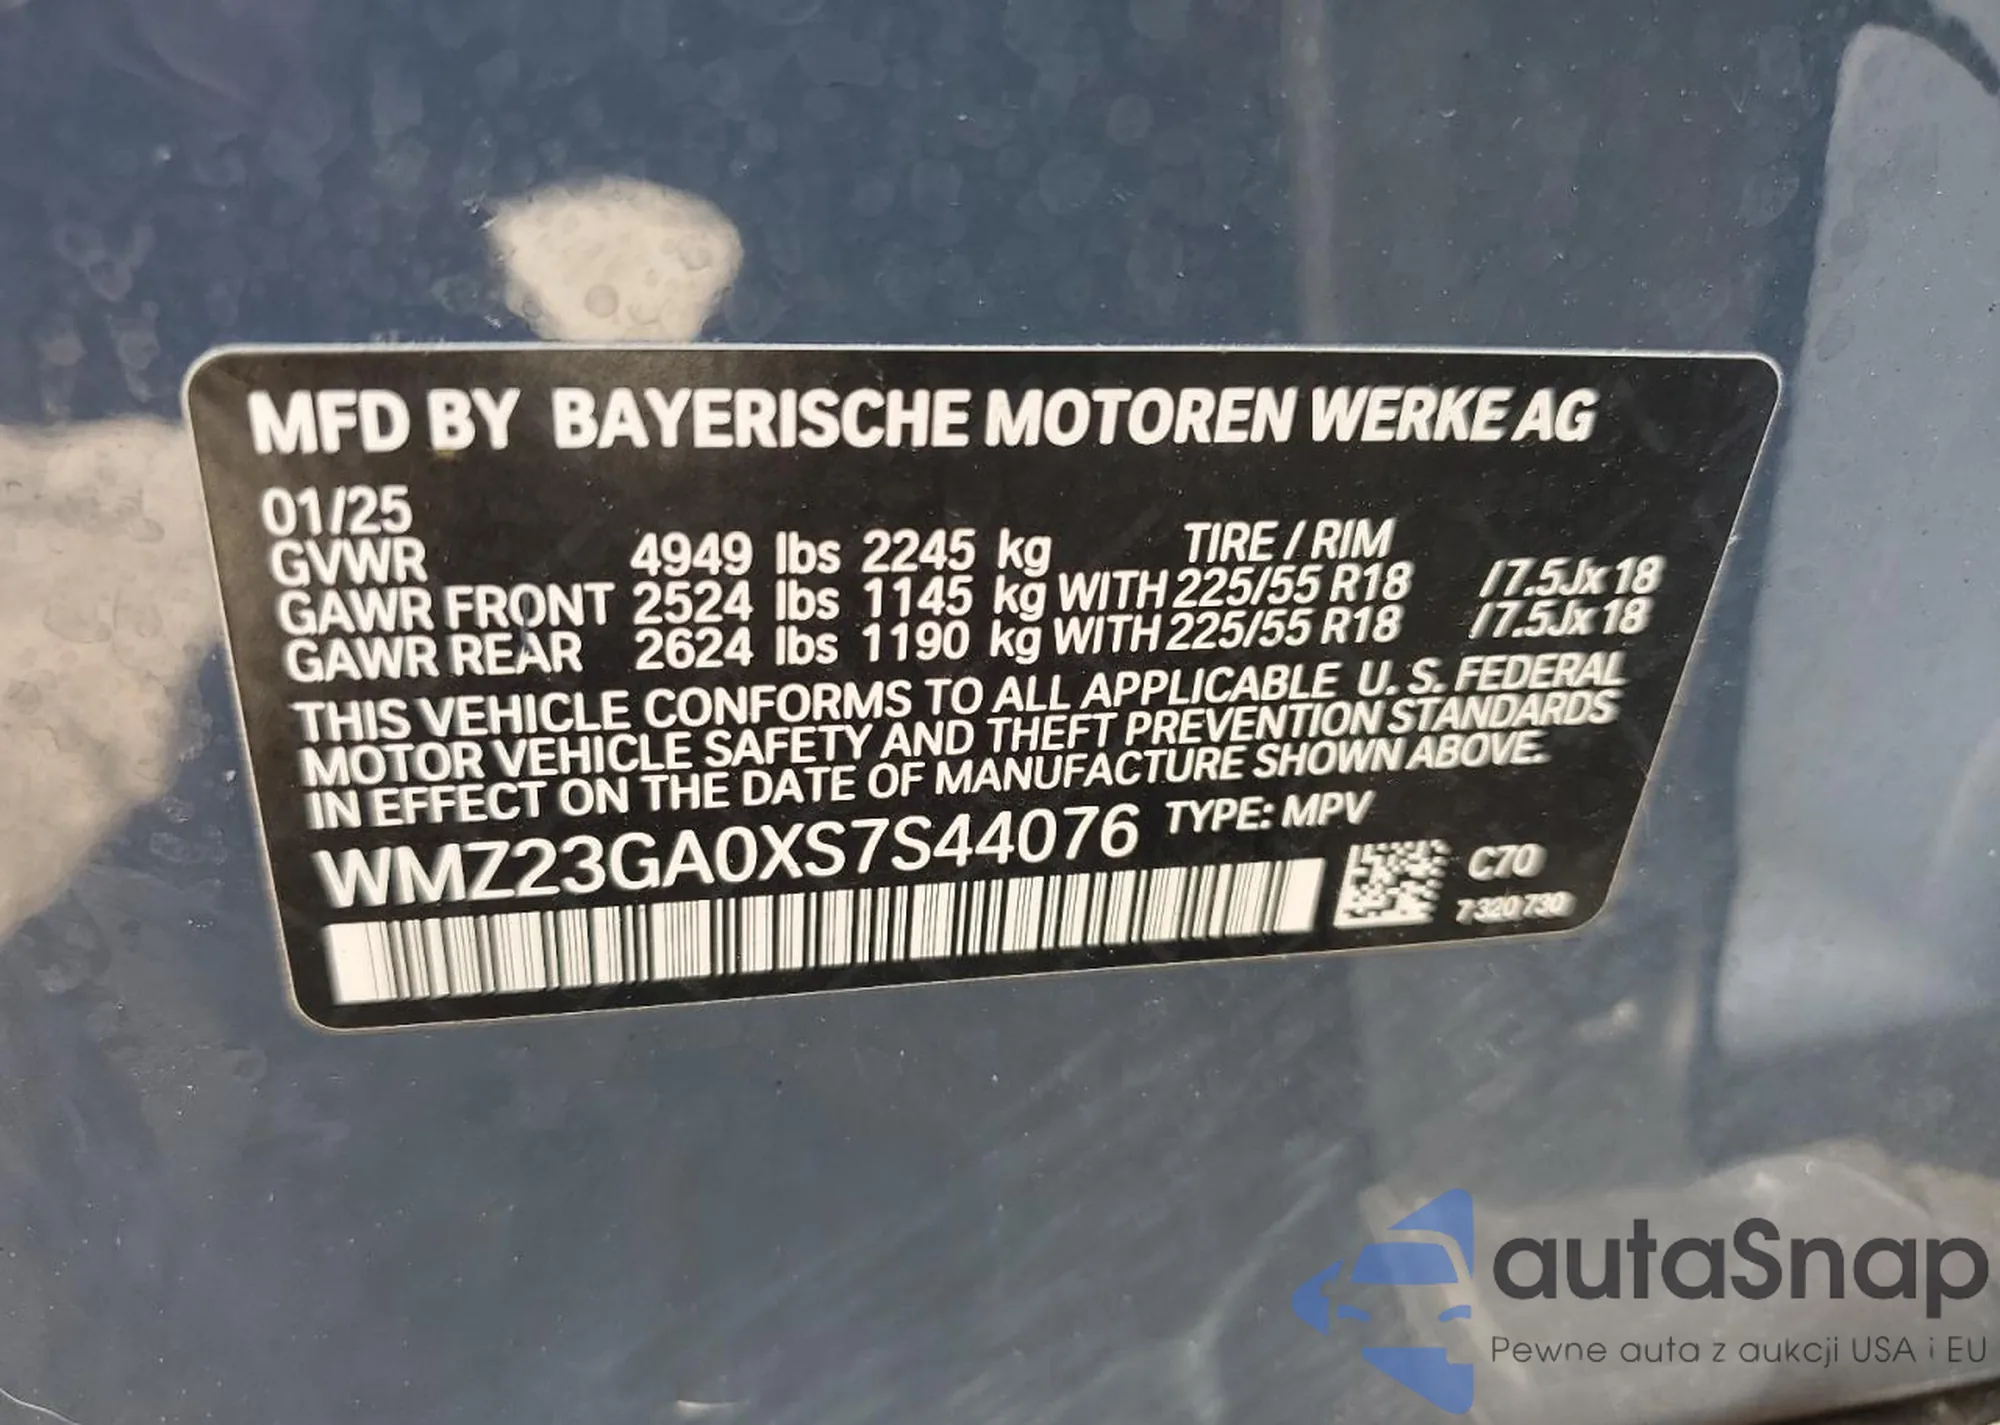 MFD BY BAYERISCHE MOTOREN WERKE AG
01/25
GVWR 4949 lbs 2245 kg TIRE / RIM
GAWR FRONT 2524 lbs 1145 kg WITH 225/55 R18 /7.5Jx18
GAWR REAR 2624 lbs 1190 kg WITH 225/55 R18 /7.5Jx18
THIS VEHICLE CONFORMS TO ALL APPLICABLE U. S. FEDERAL
MOTOR VEHICLE SAFETY AND THEFT PREVENTION STANDARDS
IN EFFECT ON THE DATE OF MANUFACTURE SHOWN ABOVE.
WMZ23GA0XS7S44076 TYPE: MPV
C70
7 320 730
autaSnap
Pewne auta z aukcji USA i EU